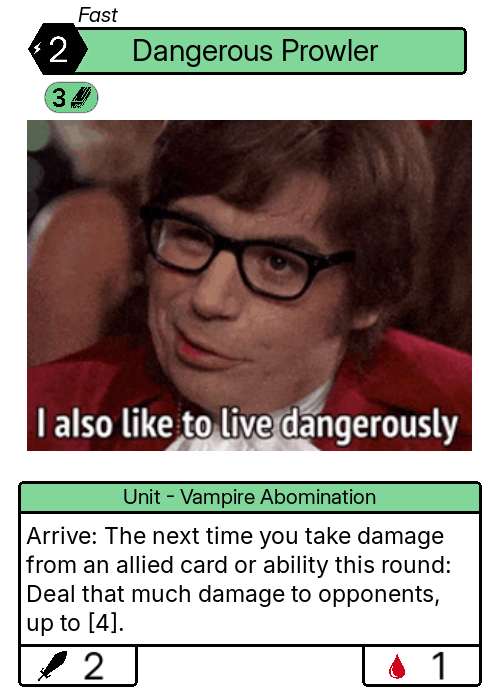 Fast
2
Dangerous Prowler
3
I also like to live dangerously
Unit - Vampire Abomination
Arrive: The next time you take damage
from an allied card or ability this round:
Deal that much damage to opponents,
up to [4].
2
1